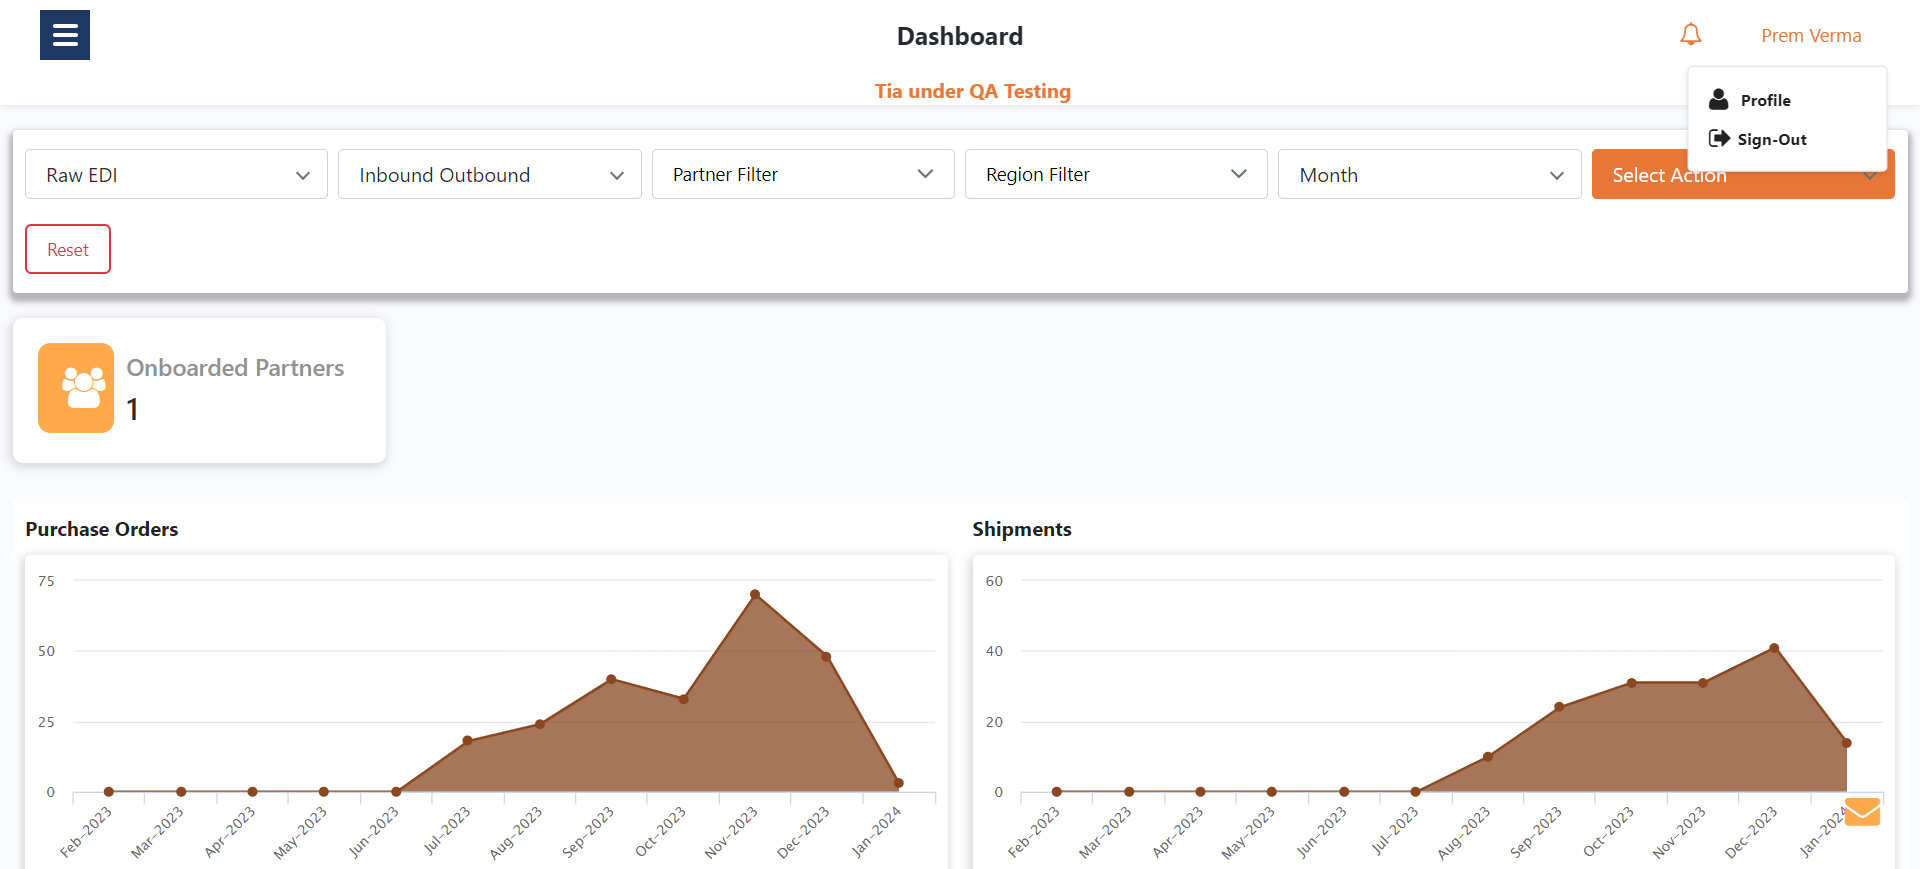 Dashboard
Prem Verma
Tia under QA Testing
Profile
Sign-Out
Raw EDI
Inbound Outbound
Partner Filter
Region Filter
Month
Select Action
Reset
Onboarded Partners
1
Purchase Orders
75
50
25
0
Feb-2023
Mar-2023
Apr-2023
May-2023
Jun-2023
Jul-2023
Aug-2023
Sep-2023
Oct-2023
Nov-2023
Dec-2023
Jan-2024
Shipments
60
40
20
0
Feb-2023
Mar-2023
Apr-2023
May-2023
Jun-2023
Jul-2023
Aug-2023
Sep-2023
Oct-2023
Nov-2023
Dec-2023
Jan-2024